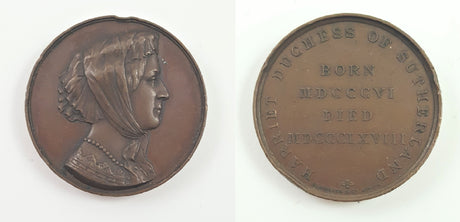 HARRIET DUCHESS OF SUTHERLAND
BORN
MDCCCVI
DIED
MDCCCLXVIII